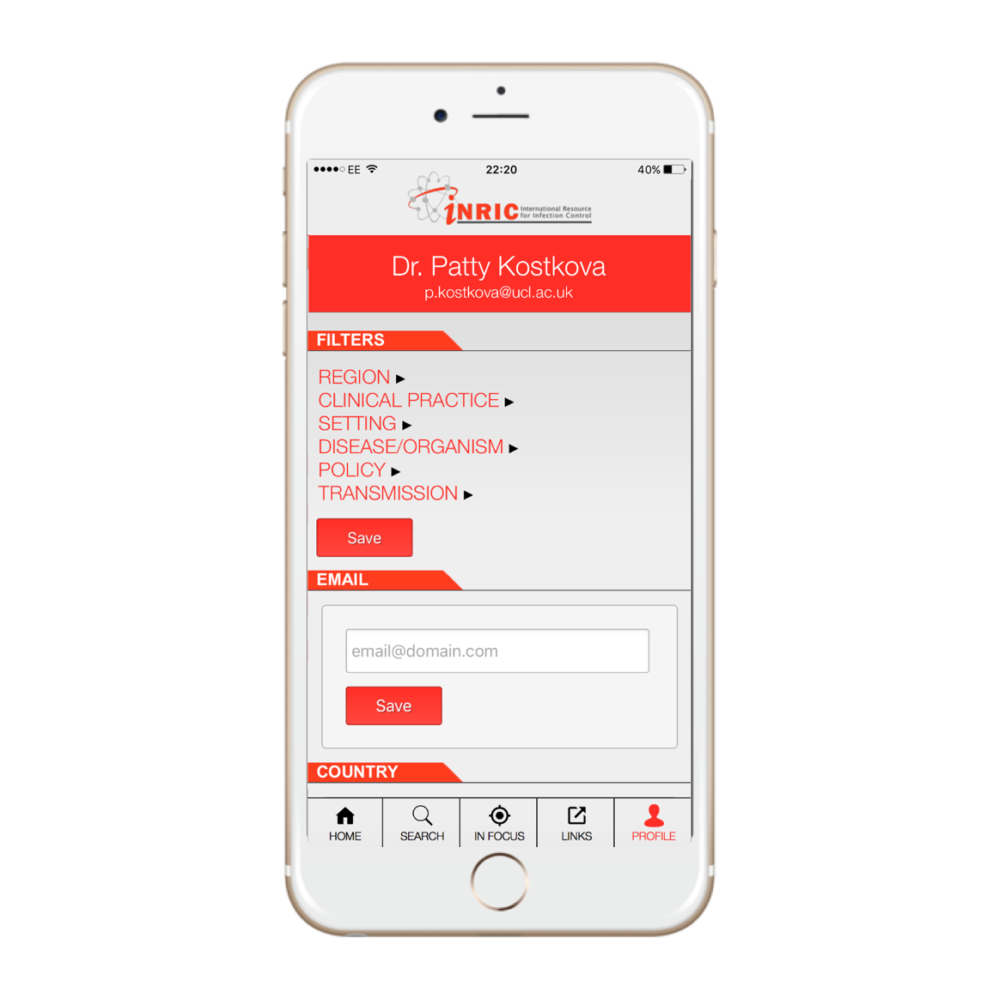 EE 22:20 40%
iNRIC International Resource
for Infection Control
Dr. Patty Kostkova
p.kostkova@ucl.ac.uk
FILTERS
REGION ▶
CLINICAL PRACTICE ▶
SETTING ▶
DISEASE/ORGANISM ▶
POLICY ▶
TRANSMISSION ▶
Save
EMAIL
email@domain.com
Save
COUNTRY
HOME SEARCH IN FOCUS LINKS PROFILE